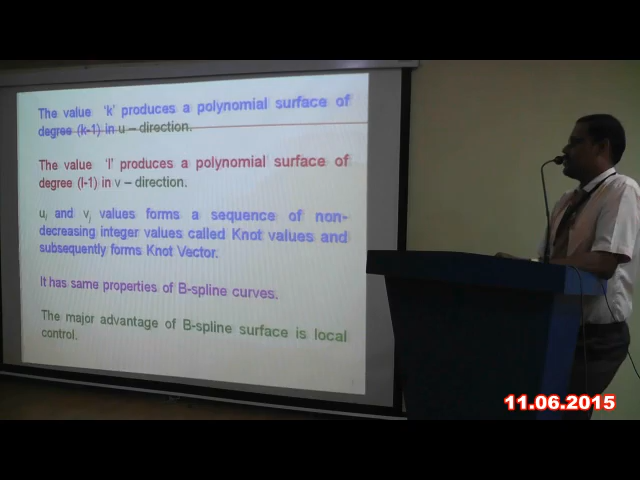 The value 'k' produces a polynomial surface of
degree (k-1) in u – direction.
The value 'l' produces a polynomial surface of
degree (l-1) in v – direction.
ui and vj values forms a sequence of non-
decreasing integer values called Knot values and
subsequently forms Knot Vector.
It has same properties of B-spline curves.
The major advantage of B-spline surface is local
control.
11.06.2015